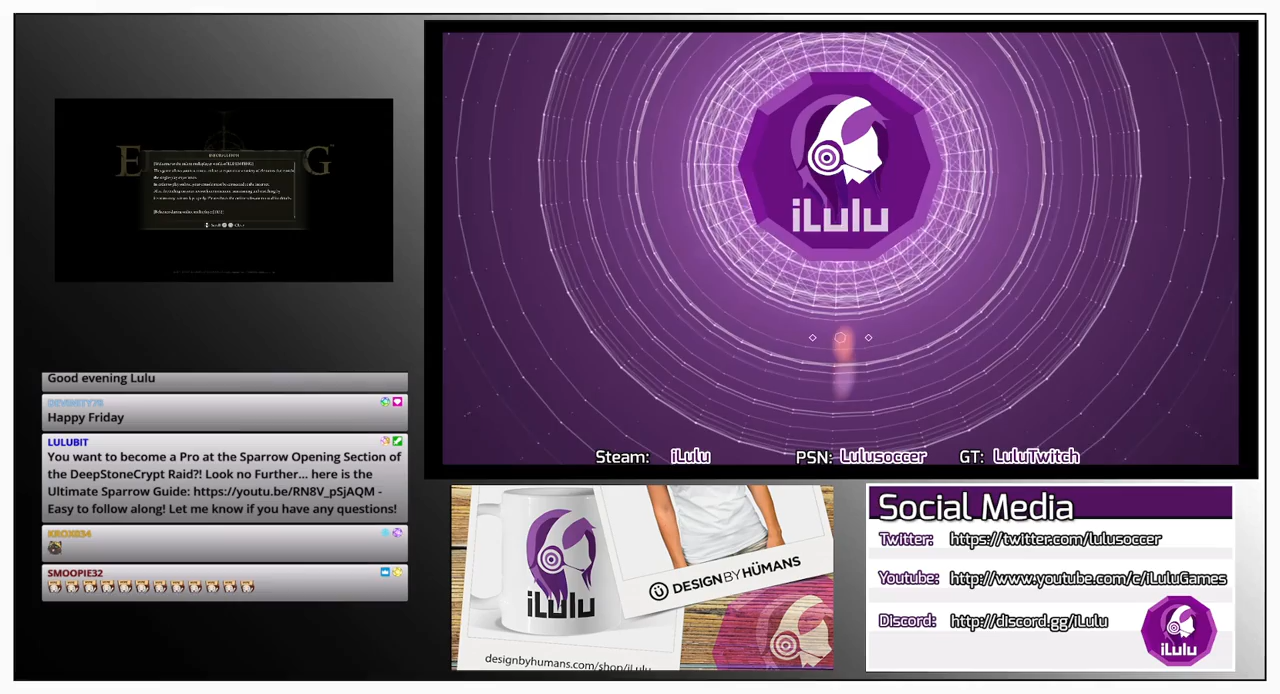 Good evening Lulu
Happy Friday
LULUBIT
You want to become a Pro at the Sparrow Opening Section of
the DeepStoneCrypt Raid?! Look no Further... here is the
Ultimate Sparrow Guide: https://youtu.be/RN8V_pSjAQM -
Easy to follow along! Let me know if you have any questions!
SMOOPIE32
iLulu
Steam: iLulu PSN: Lulusoccer GT: LuluTwitch
iLulu
DESIGN BY HÜMANS
designbyhumans.com/shop/iLulu
Social Media
Twitter: https://twitter.com/lulusoccer
Youtube: http://www.youtube.com/c/iLuluGames
Discord: http://discord.gg/iLulu
iLulu